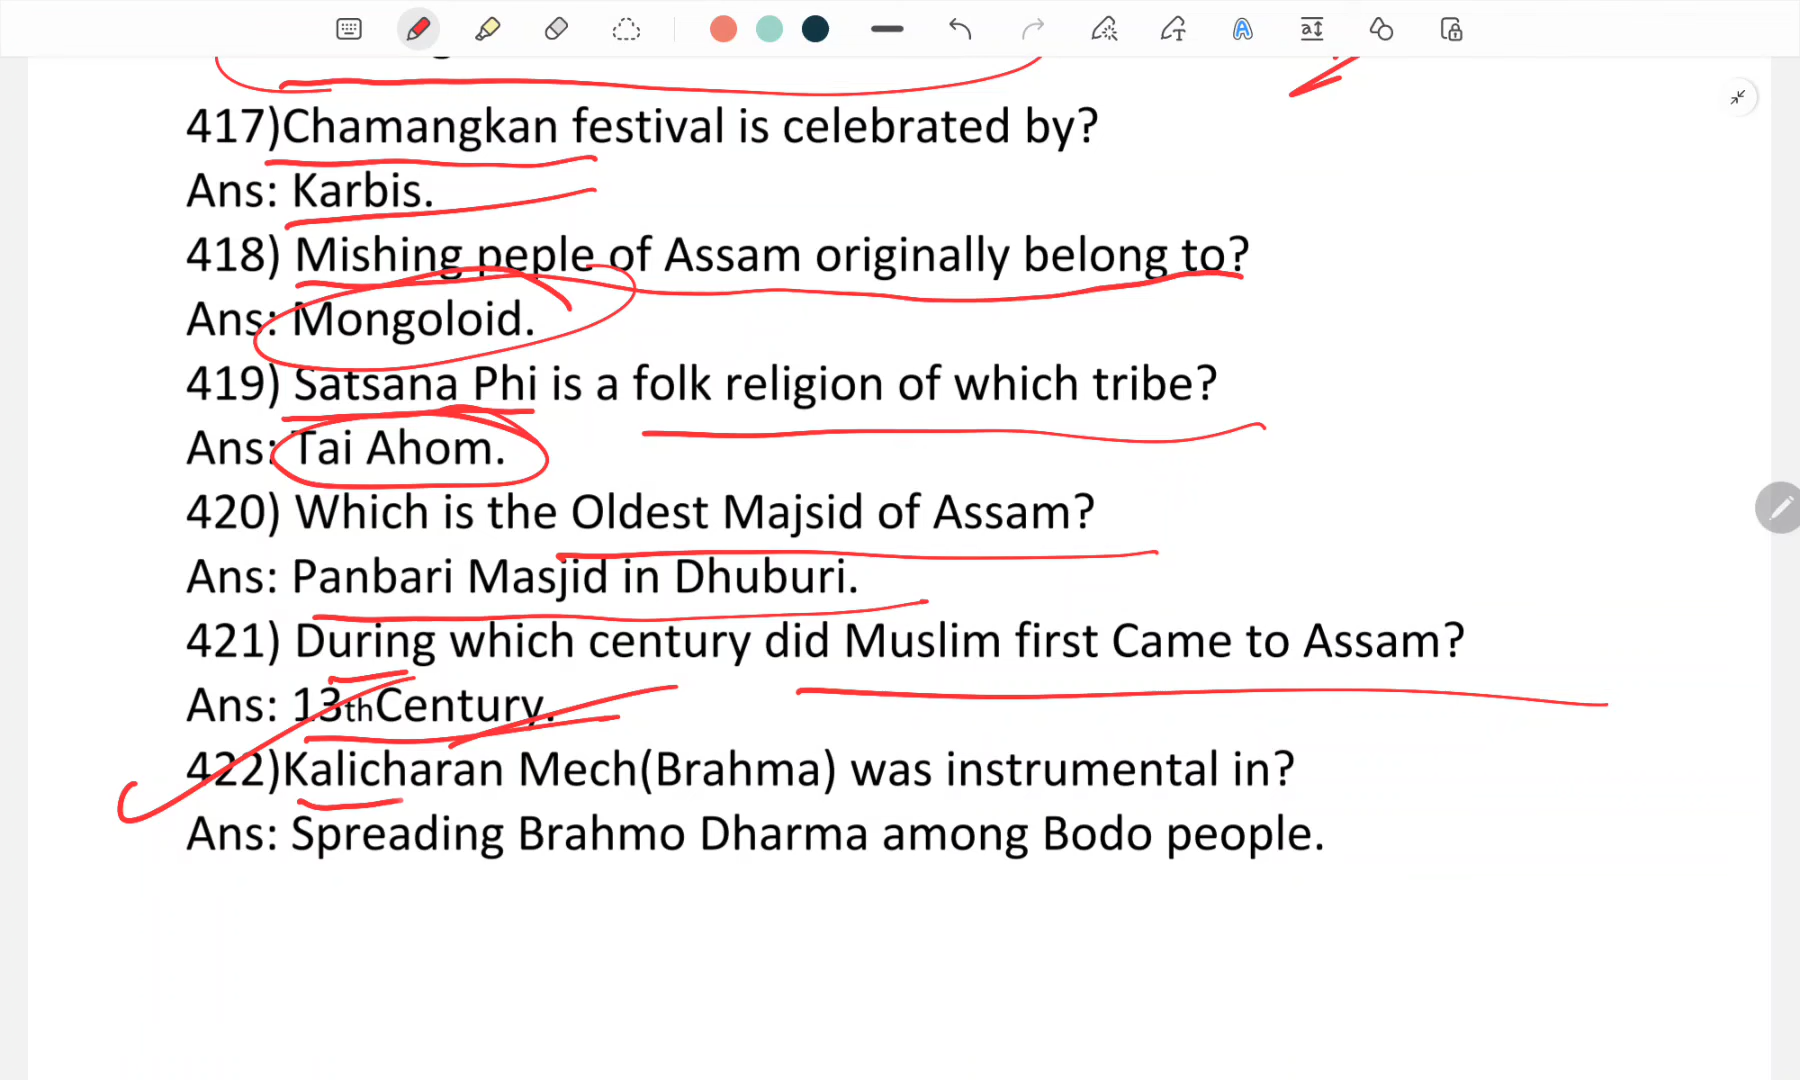 417)Chamangkan festival is celebrated by?
Ans: Karbis.
418) Mishing peple of Assam originally belong to?
Ans: Mongoloid.
419) Satsana Phi is a folk religion of which tribe?
Ans: Tai Ahom.
420) Which is the Oldest Majsid of Assam?
Ans: Panbari Masjid in Dhuburi.
421) During which century did Muslim first Came to Assam?
Ans: 13thCentury.
422)Kalicharan Mech(Brahma) was instrumental in?
Ans: Spreading Brahmo Dharma among Bodo people.